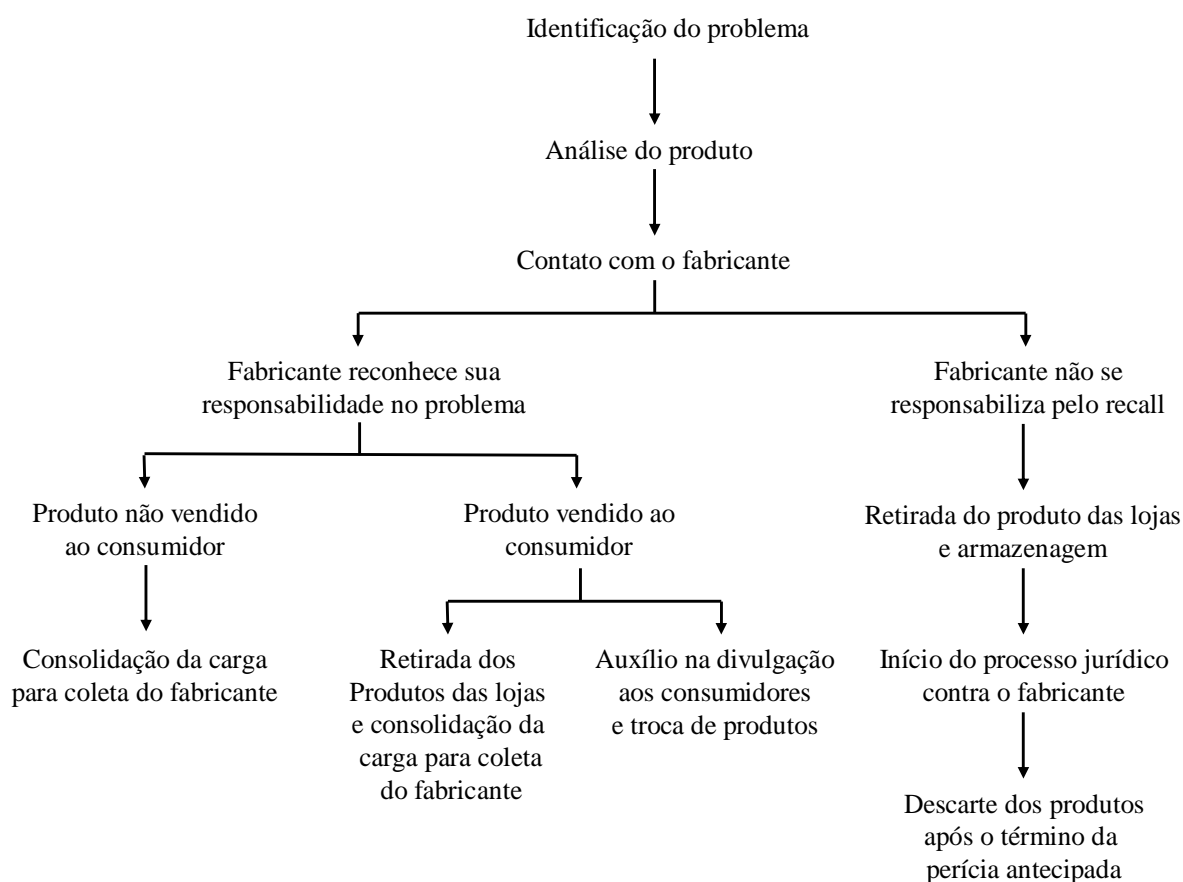 Identificação do problema
Análise do produto
Contato com o fabricante
Fabricante reconhece sua
responsabilidade no problema
Fabricante não se
responsabiliza pelo recall
Produto não vendido
ao consumidor
Produto vendido ao
consumidor
Retirada do produto das lojas
e armazenagem
Consolidação da carga
para coleta do fabricante
Retirada dos
Produtos das lojas
e consolidação da
carga para coleta
do fabricante
Auxílio na divulgação
aos consumidores
e troca de produtos
Início do processo jurídico
contra o fabricante
Descarte dos produtos
após o término da
perícia antecipada